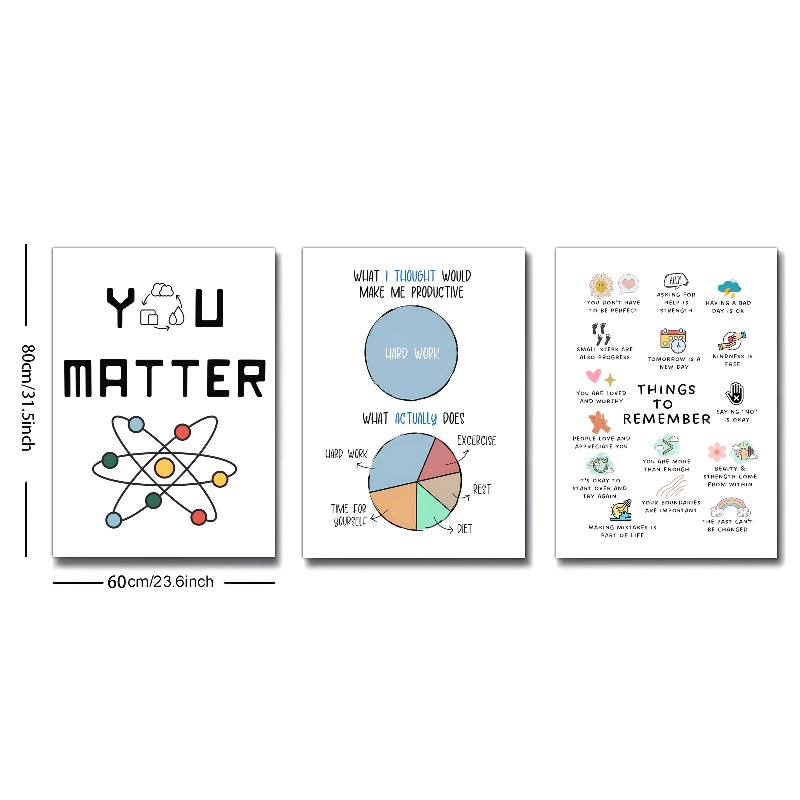 80cm/31.5inch
60cm/23.6inch
Y U
MATTER
WHAT I THOUGHT WOULD
MAKE ME PRODUCTIVE
HARD WORK
WHAT ACTUALLY DOES
HARD WORK
EXCERCISE
REST
DIET
TIME FOR
YOURSELF
YOU DON'T HAVE
TO BE PERFECT
ASKING FOR
HELP IS
STRENGTH
HAVING A BAD
DAY IS OK
SMALL STEPS ARE
ALSO PROGRESS
TOMORROW IS A
NEW DAY
KINDNESS IS
FREE
YOU ARE LOVED
AND WORTHY
THINGS
TO
REMEMBER
SAYING "NO"
IS OKAY
PEOPLE LOVE AND
APPRECIATE YOU
YOU ARE MORE
THAN ENOUGH
BEAUTY &
STRENGTH COME
FROM WITHIN
IT'S OKAY TO
START OVER AND
TRY AGAIN
YOUR BOUNDARIES
ARE IMPORTANT
MAKING MISTAKES IS
PART OF LIFE
THE PAST CAN'T
BE CHANGED